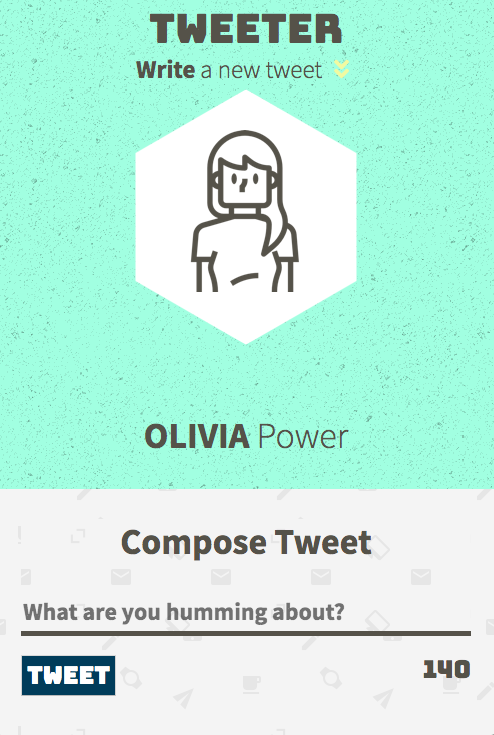 TWEETER
Write a new tweet
OLIVIA Power
Compose Tweet
What are you humming about?
TWEET
140